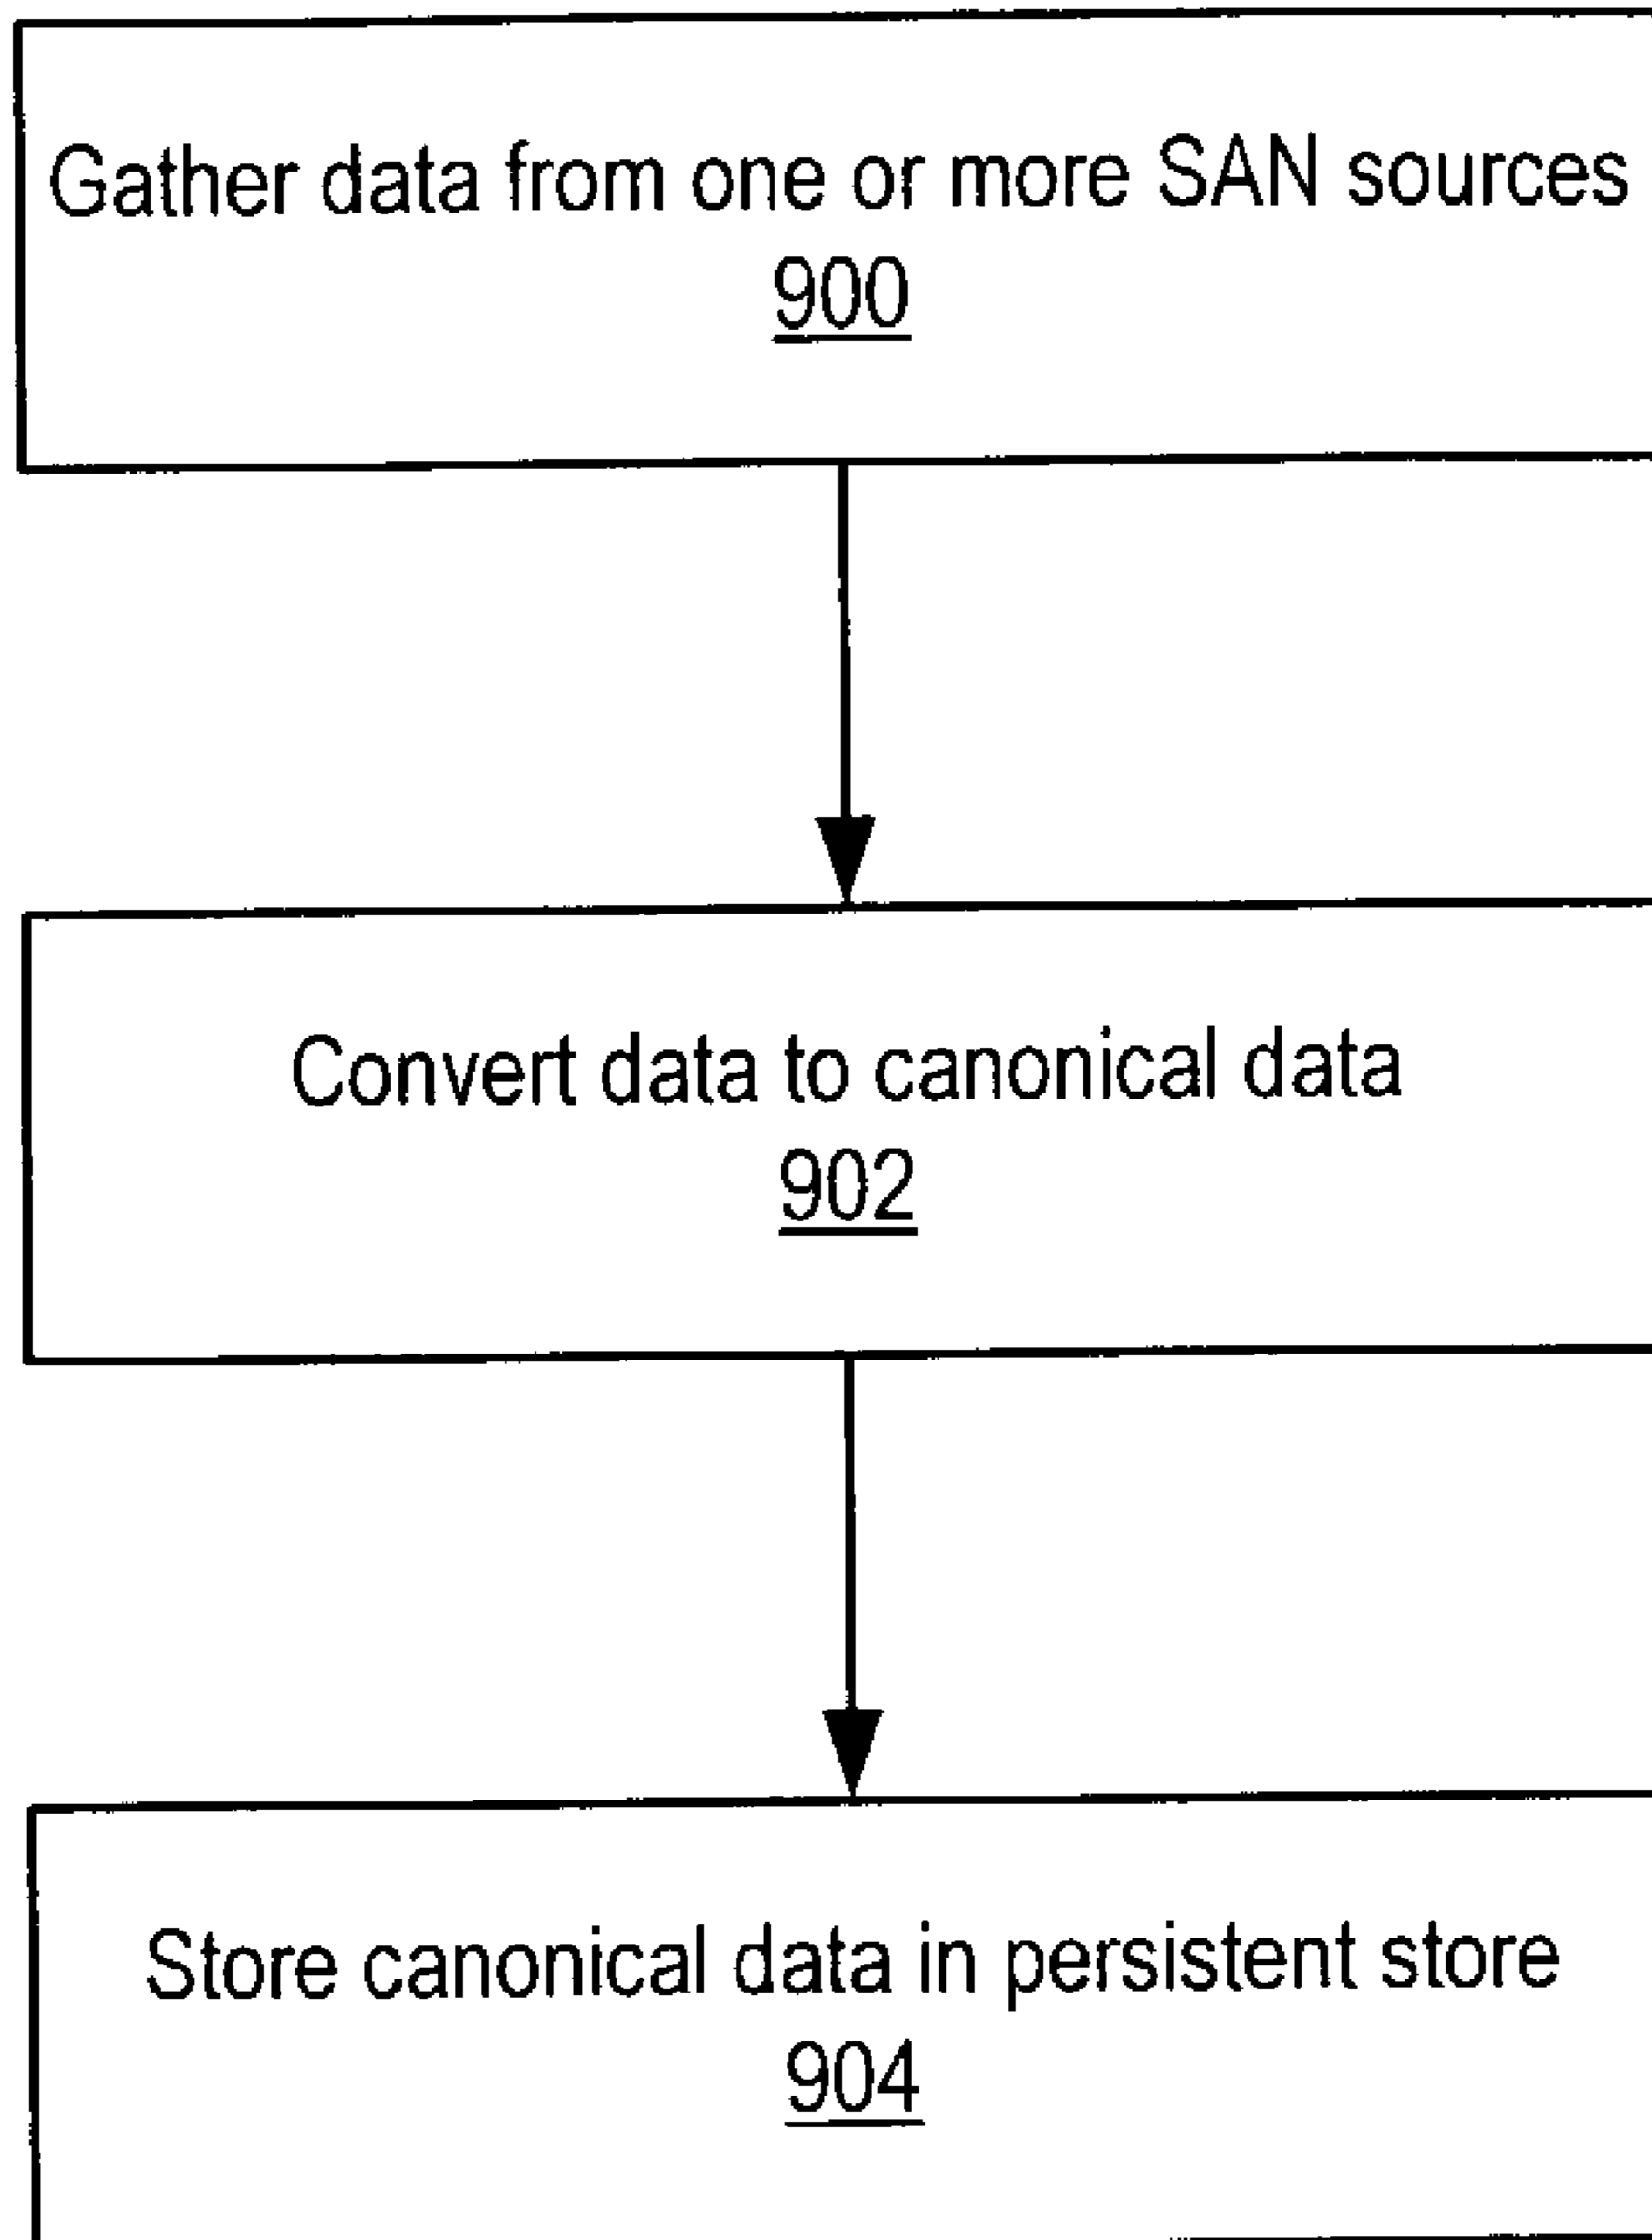 Gather data from one or more SAN sources
900
Convert data to canonical data
902
Store canonical data in persistent store
904